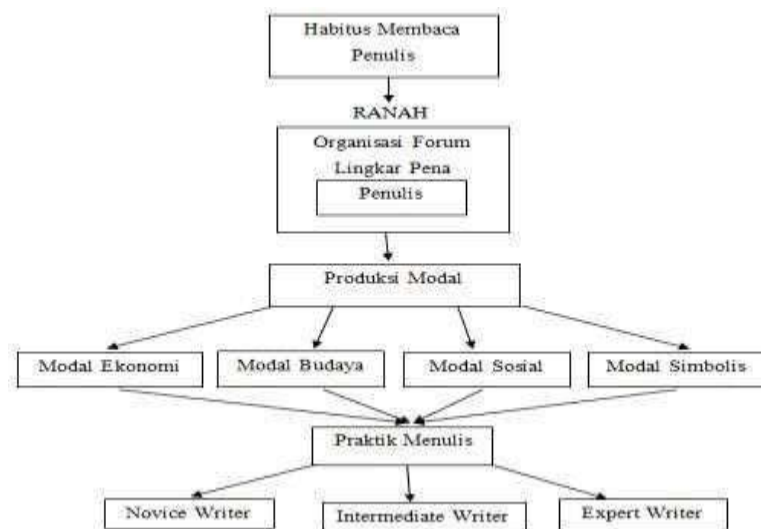 Habitus Membaca
Penulis
RANAH
Organisasi Forum
Lingkar Pena
Penulis
Produksi Modal
Modal Ekonomi
Modal Budaya
Modal Sosial
Modal Simbolis
Praktik Menulis
Novice Writer
Intermediate Writer
Expert Writer